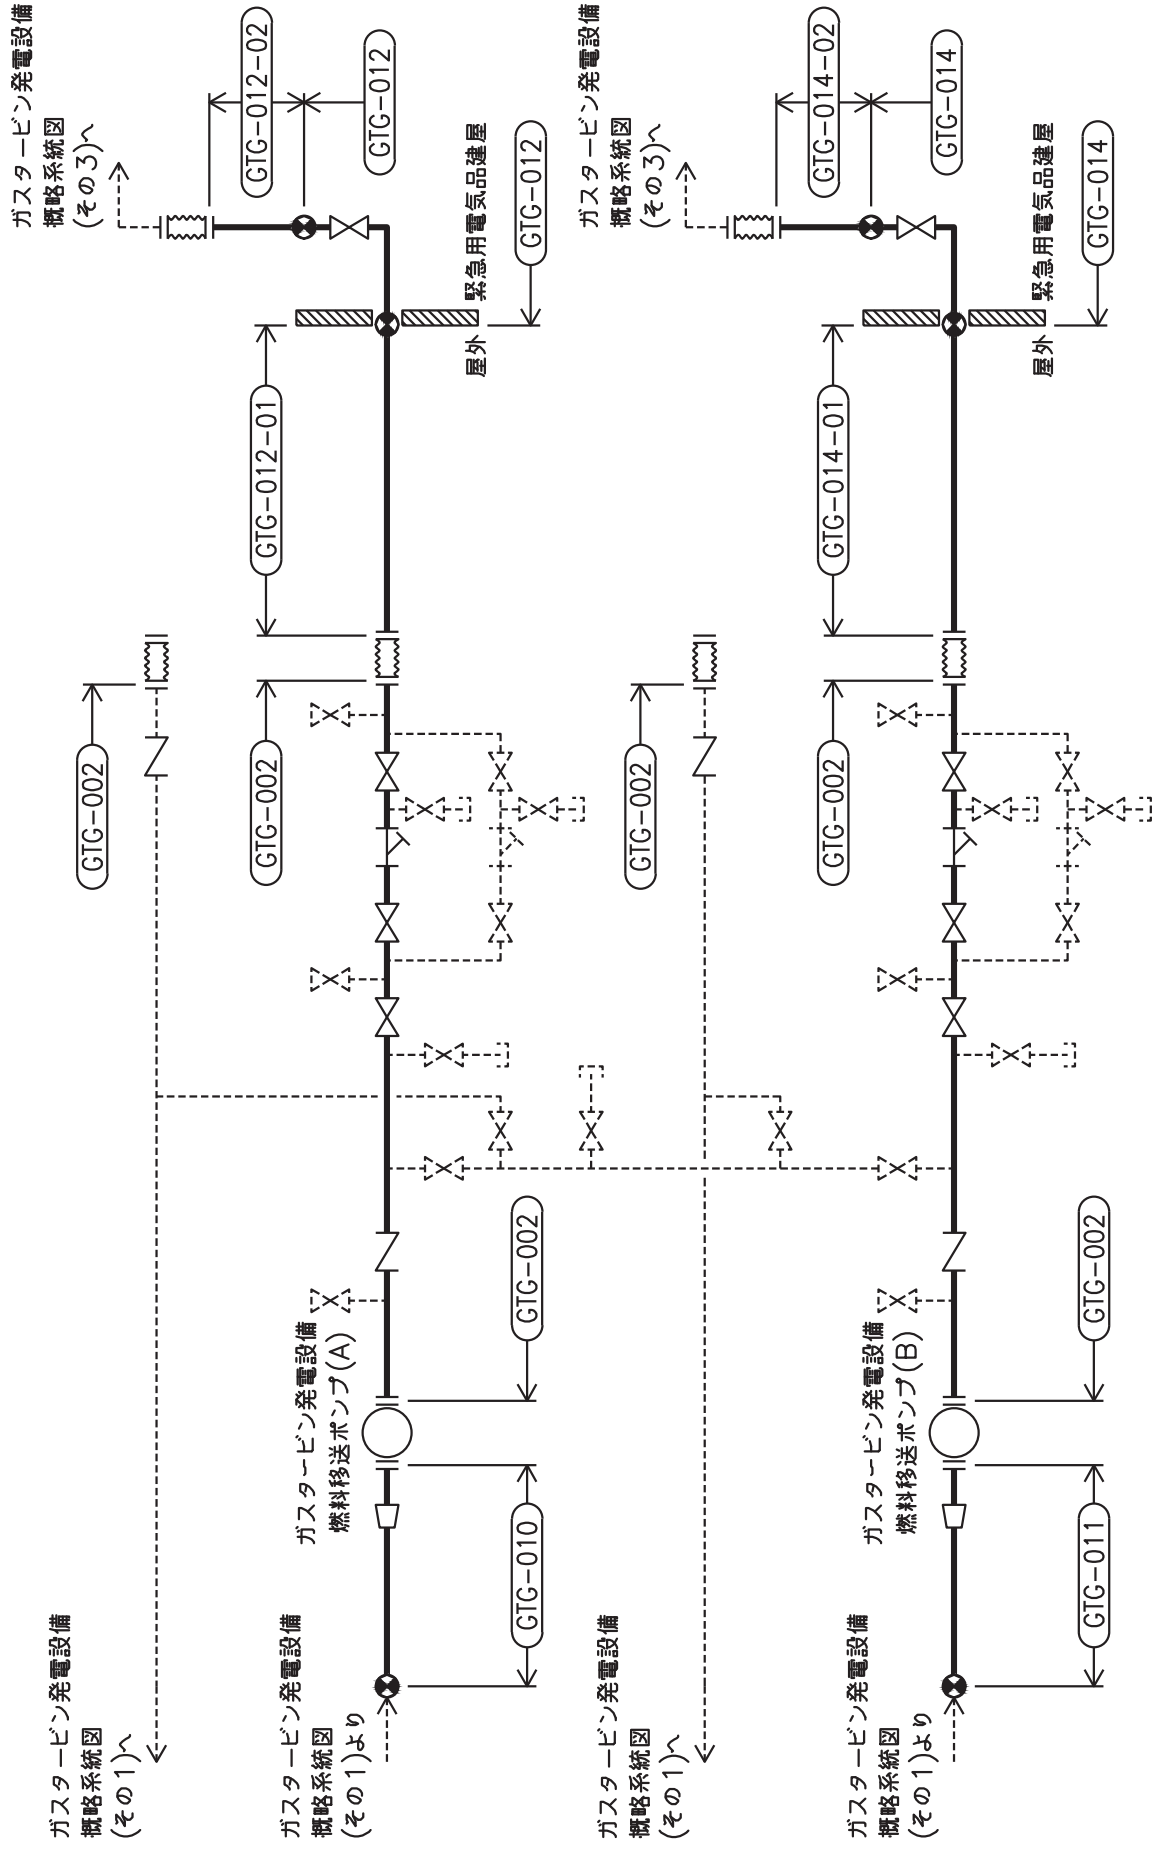 ガスタービン発電設備
概略系統図
(その1)へ
GTG-002
ガスタービン発電設備
概略系統図
(その3)へ
GTG-012-02
GTG-012
ガスタービン発電設備
概略系統図
(その1)より
GTG-010
ガスタービン発電設備
燃料移送ポンプ(A)
GTG-002
GTG-002
GTG-012-01
屋外
緊急用電気品建屋
GTG-012
ガスタービン発電設備
概略系統図
(その1)へ
GTG-002
ガスタービン発電設備
概略系統図
(その3)へ
GTG-014-02
GTG-014
ガスタービン発電設備
概略系統図
(その1)より
GTG-011
ガスタービン発電設備
燃料移送ポンプ(B)
GTG-002
GTG-002
GTG-014-01
屋外
緊急用電気品建屋
GTG-014